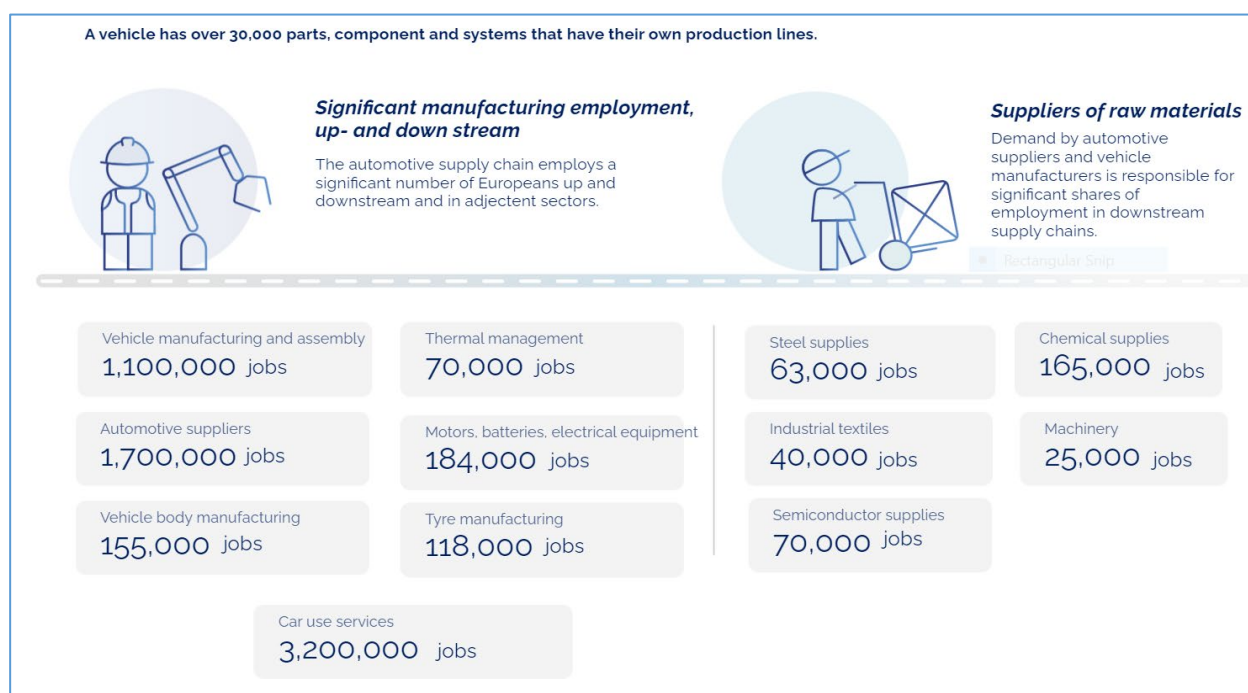 A vehicle has over 30,000 parts, component and systems that have their own production lines.
Significant manufacturing employment,
up- and down stream
The automotive supply chain employs a
significant number of Europeans up and
downstream and in adjectent sectors.
Suppliers of raw materials
Demand by automotive
suppliers and vehicle
manufacturers is responsible for
significant shares of
employment in downstream
supply chains.
Rectangular Snip
Vehicle manufacturing and assembly
1,100,000 jobs
Thermal management
70,000 jobs
Steel supplies
63,000 jobs
Chemical supplies
165,000 jobs
Automotive suppliers
1,700,000 jobs
Motors, batteries, electrical equipment
184,000 jobs
Industrial textiles
40,000 jobs
Machinery
25,000 jobs
Vehicle body manufacturing
155,000 jobs
Tyre manufacturing
118,000 jobs
Semiconductor supplies
70,000 jobs
Car use services
3,200,000 jobs